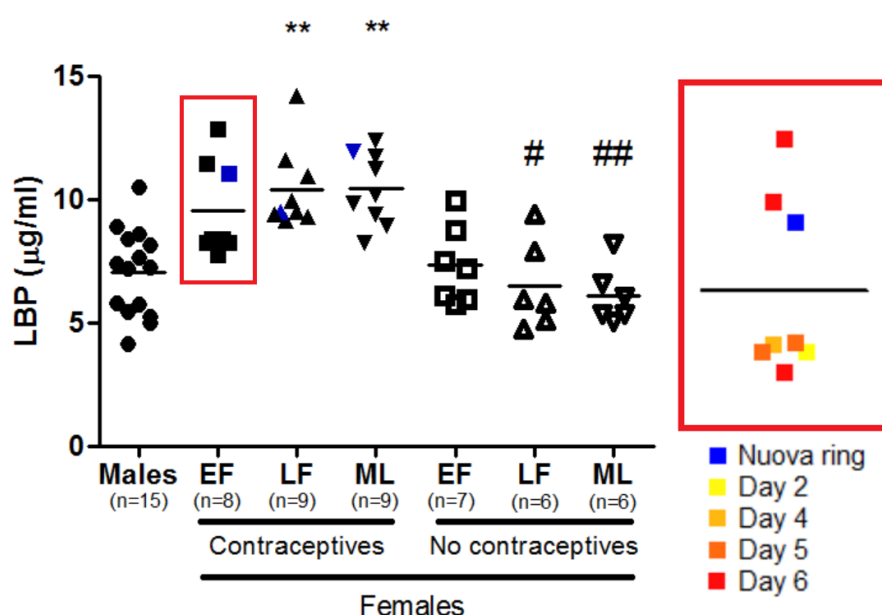 ** **
15
10
5
0
LBP (µg/ml)
# ##
Males EF LF ML EF LF ML
(n=15) (n=8) (n=9) (n=9) (n=7) (n=6) (n=6)
Contraceptives No contraceptives
Females
Nuova ring
Day 2
Day 4
Day 5
Day 6